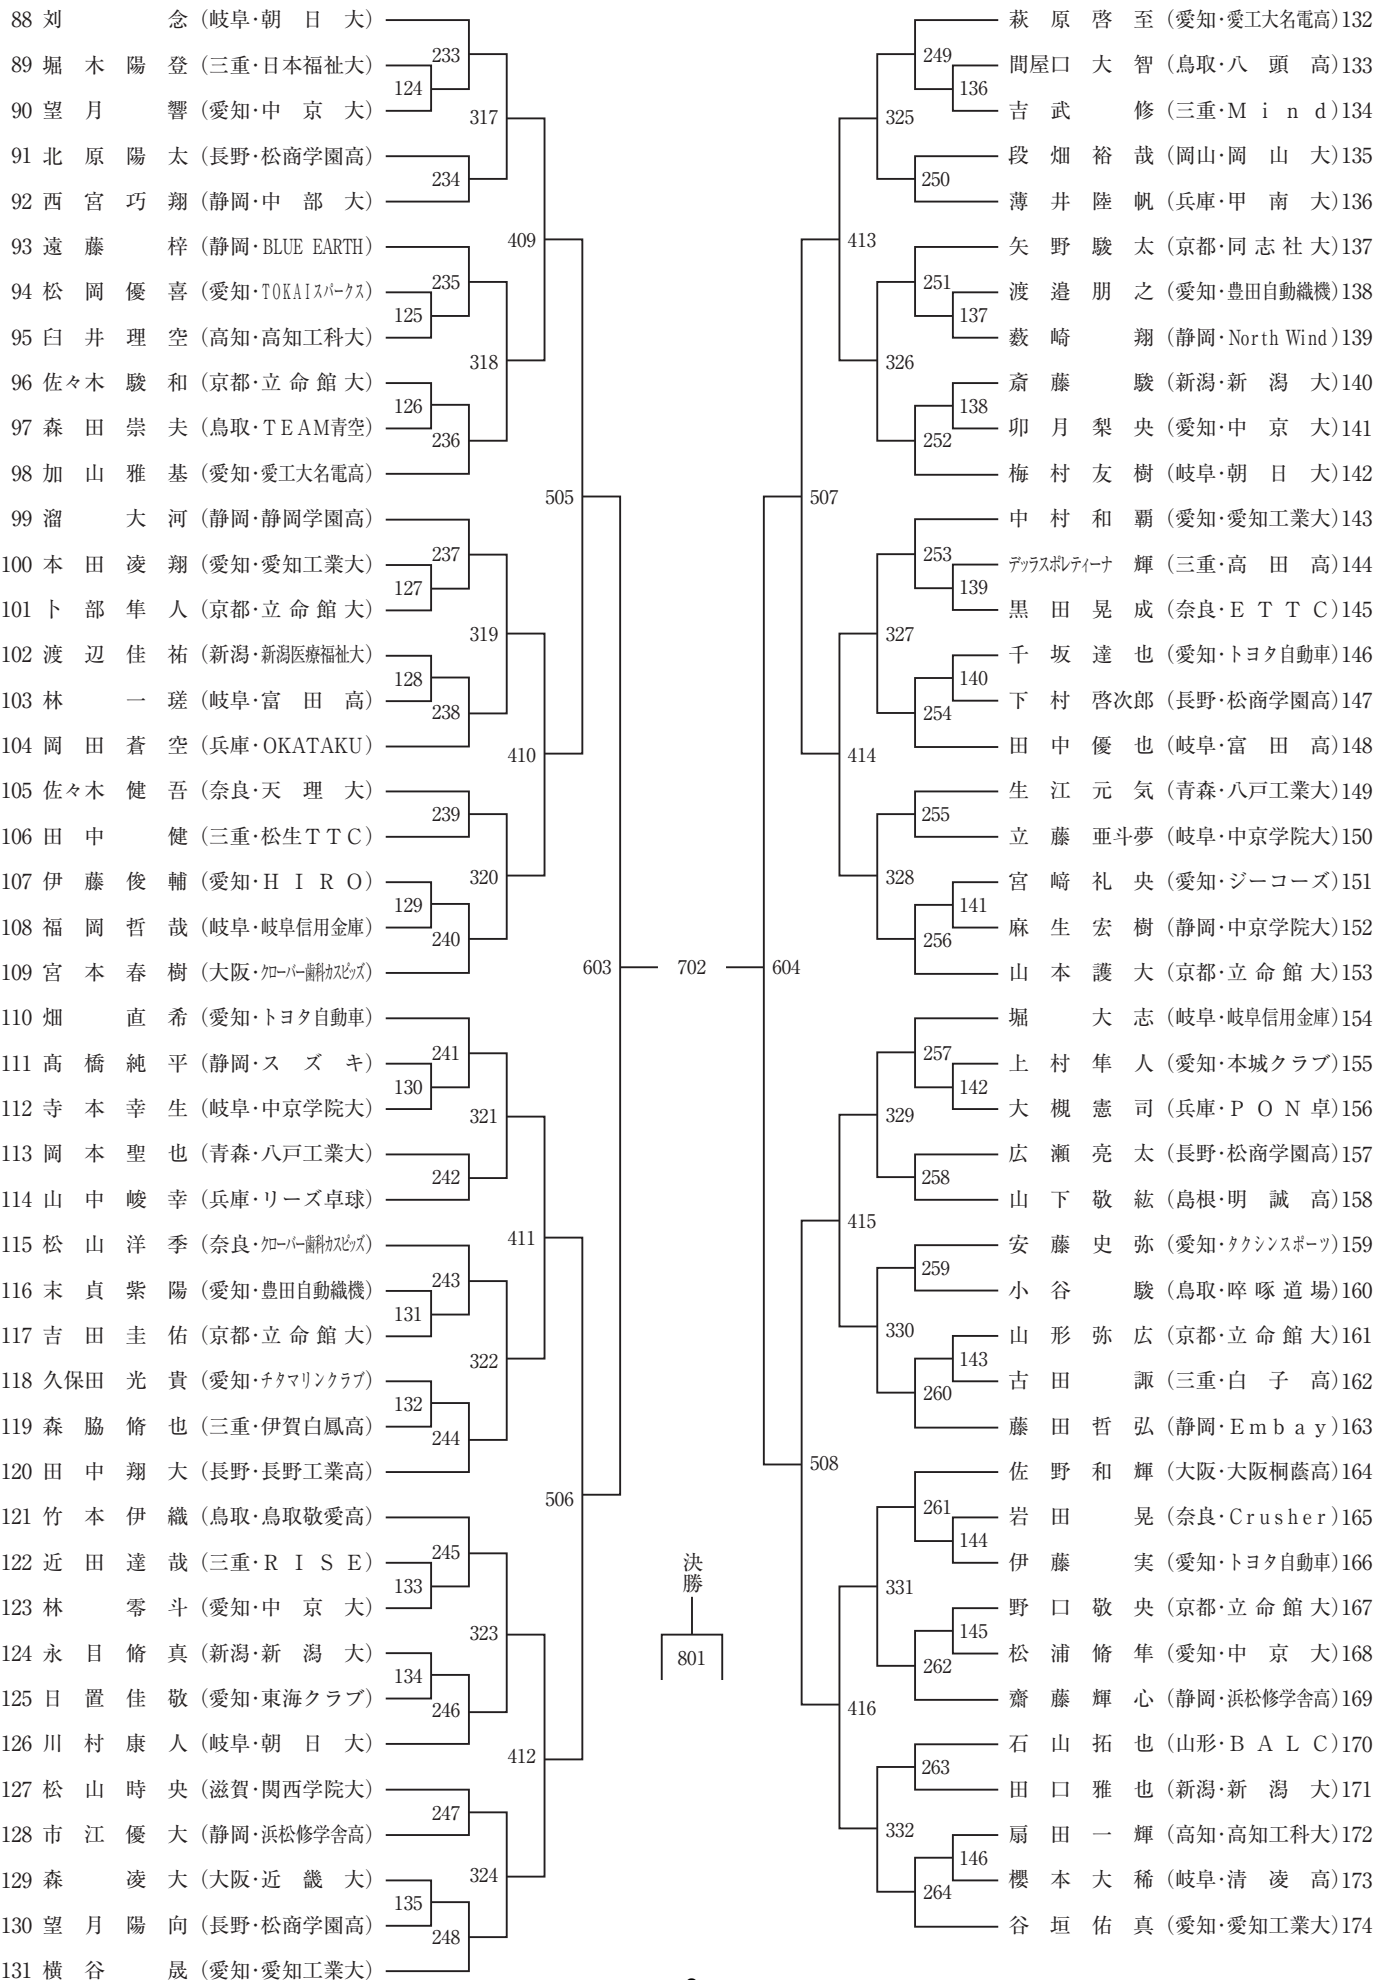 88 刘 念 (岐阜・朝日大)
89 堀木陽登 (三重・日本福祉大)
90 望月 響 (愛知・中京大)
91 北原陽太 (長野・松商学園高)
92 西宮巧翔 (静岡・中部大)
93 遠藤 梓 (静岡・BLUE EARTH)
94 松岡優喜 (愛知・TOKAIスパークス)
95 臼井理空 (高知・高知工科大)
96 佐々木駿和 (京都・立命館大)
97 森田崇夫 (鳥取・TEAM青空)
98 加山雅基 (愛知・愛工大名電高)
99 溜 大河 (静岡・静岡学園高)
100 本田凌翔 (愛知・愛知工業大)
101 卜部隼人 (京都・立命館大)
102 渡辺佳祐 (新潟・新潟医療福祉大)
103 林 一瑳 (岐阜・富田高)
104 岡田蒼空 (兵庫・OKATAKU)
105 佐々木健吾 (奈良・天理大)
106 田中 健 (三重・松生TTC)
107 伊藤俊輔 (愛知・HIRO)
108 福岡哲哉 (岐阜・岐阜信用金庫)
109 宮本春樹 (大阪・クローバー歯科カスピッズ)
110 畑 直希 (愛知・トヨタ自動車)
111 髙橋純平 (静岡・スズキ)
112 寺本幸生 (岐阜・中京学院大)
113 岡本聖也 (青森・八戸工業大)
114 山中峻幸 (兵庫・リーズ卓球)
115 松山洋季 (奈良・クローバー歯科カスピッズ)
116 末貞紫陽 (愛知・豊田自動織機)
117 吉田圭佑 (京都・立命館大)
118 久保田光貴 (愛知・チタマリンクラブ)
119 森脇脩也 (三重・伊賀白鳳高)
120 田中翔大 (長野・長野工業高)
121 竹本伊織 (鳥取・鳥取敬愛高)
122 近田達哉 (三重・RISE)
123 林 零斗 (愛知・中京大)
124 永目脩真 (新潟・新潟大)
125 日置佳敬 (愛知・東海クラブ)
126 川村康人 (岐阜・朝日大)
127 松山時央 (滋賀・関西学院大)
128 市江優大 (静岡・浜松修学舎高)
129 森 凌大 (大阪・近畿大)
130 望月陽向 (長野・松商学園高)
131 横谷 晟 (愛知・愛知工業大)
124
125
126
127
128
129
130
131
132
133
134
135
233
234
235
236
237
238
239
240
241
242
243
244
245
246
247
248
317
318
319
320
321
322
323
324
409
410
411
412
505
506
603
702
604
決勝
801
507
508
413
414
415
416
325
326
327
328
329
330
331
332
249
250
251
252
253
254
255
256
257
258
259
260
261
262
263
264
136
137
138
139
140
141
142
143
144
145
146
萩原啓至 (愛知・愛工大名電高)132
間屋口大智 (鳥取・八頭高)133
吉武 修 (三重・Mind)134
段畑裕哉 (岡山・岡山大)135
薄井陸帆 (兵庫・甲南大)136
矢野駿太 (京都・同志社大)137
渡邉朋之 (愛知・豊田自動織機)138
薮崎 翔 (静岡・North Wind)139
斎藤 駿 (新潟・新潟大)140
卯月梨央 (愛知・中京大)141
梅村友樹 (岐阜・朝日大)142
中村和覇 (愛知・愛知工業大)143
デッラスポレティーナ 輝 (三重・高田高)144
黒田晃成 (奈良・ETTC)145
千坂達也 (愛知・トヨタ自動車)146
下村啓次郎 (長野・松商学園高)147
田中優也 (岐阜・富田高)148
生江元気 (青森・八戸工業大)149
立藤亜斗夢 (岐阜・中京学院大)150
宮﨑礼央 (愛知・ジーコーズ)151
麻生宏樹 (静岡・中京学院大)152
山本護大 (京都・立命館大)153
堀 大志 (岐阜・岐阜信用金庫)154
上村隼人 (愛知・本城クラブ)155
大槻憲司 (兵庫・PON卓)156
広瀬亮太 (長野・松商学園高)157
山下敬紘 (島根・明誠高)158
安藤史弥 (愛知・タクシンスポーツ)159
小谷 駿 (鳥取・啐啄道場)160
山形弥広 (京都・立命館大)161
古田 諏 (三重・白子高)162
藤田哲弘 (静岡・Embay)163
佐野和輝 (大阪・大阪桐蔭高)164
岩田 晃 (奈良・Crusher)165
伊藤 実 (愛知・トヨタ自動車)166
野口敬央 (京都・立命館大)167
松浦脩隼 (愛知・中京大)168
齋藤輝心 (静岡・浜松修学舎高)169
石山拓也 (山形・BALC)170
田口雅也 (新潟・新潟大)171
扇田一輝 (高知・高知工科大)172
櫻本大稀 (岐阜・清凌高)173
谷垣佑真 (愛知・愛知工業大)174